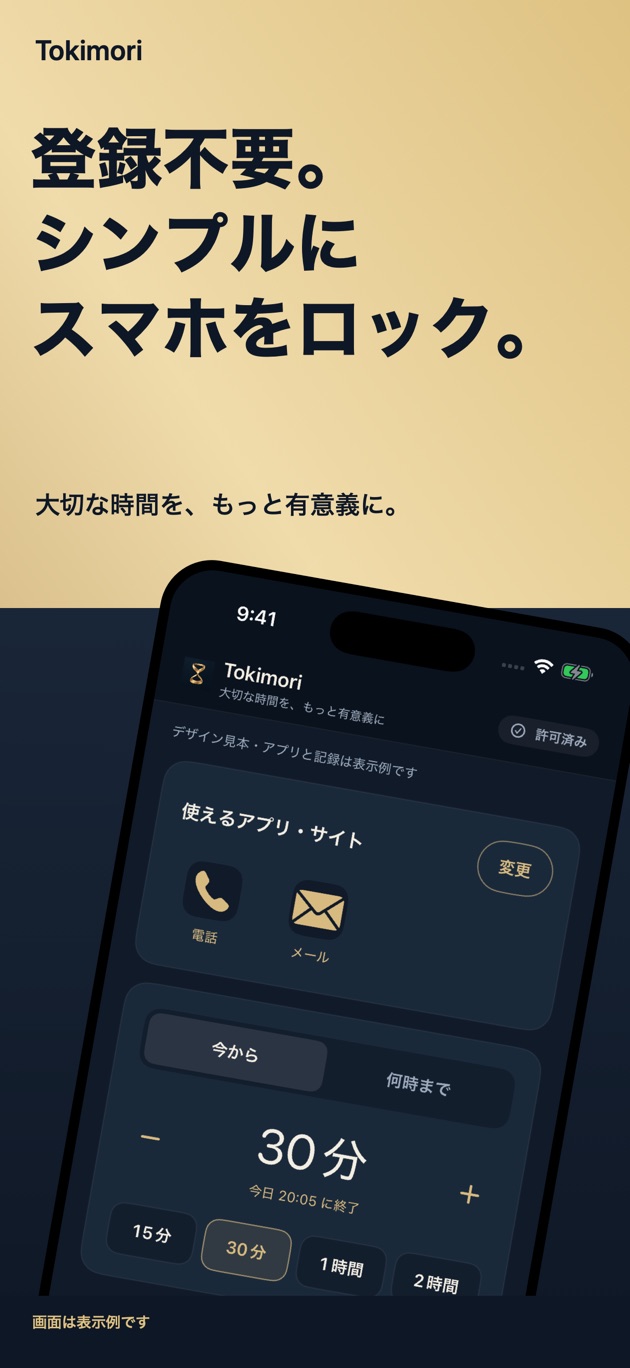 Tokimori
登録不要。
シンプルに
スマホをロック。
大切な時間を、もっと有意義に。
9:41
Tokimori
大切な時間を、もっと有意義に
許可済み
デザイン見本・アプリと記録は表示例です
使えるアプリ・サイト
変更
電話
メール
今から
何時まで
− 30分 +
今日 20:05 に終了
15分
30分
1時間
2時間
画面は表示例です